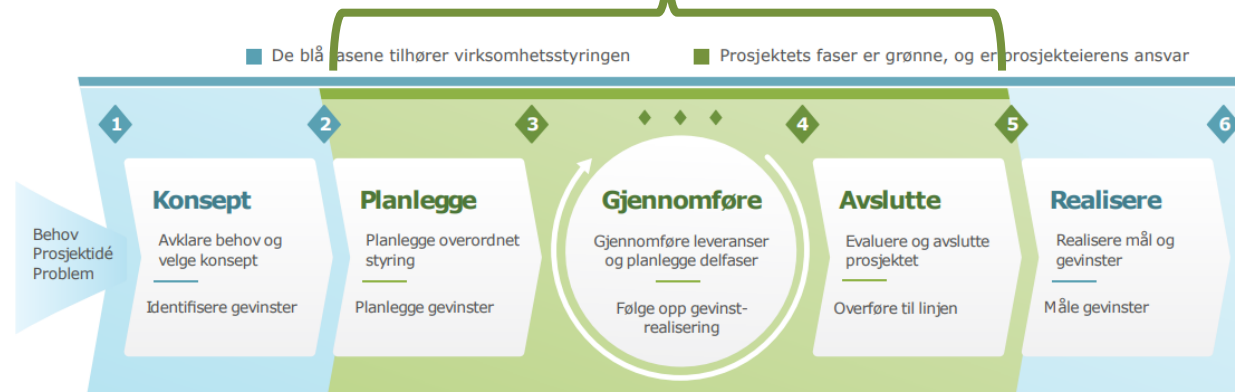 De blå fasene tilhører virksomhetsstyringen
Prosjektets faser er grønne, og er prosjekteierens ansvar
1
2
3
4
5
6
Behov
Prosjektidé
Problem
Konsept
Avklare behov og
velge konsept
Identifisere gevinster
Planlegge
Planlegge overordnet
styring
Planlegge gevinster
Gjennomføre
Gjennomføre leveranser
og planlegge delfaser
Følge opp gevinst-
realisering
Avslutte
Evaluere og avslutte
prosjektet
Overføre til linjen
Realisere
Realisere mål og
gevinster
Måle gevinster